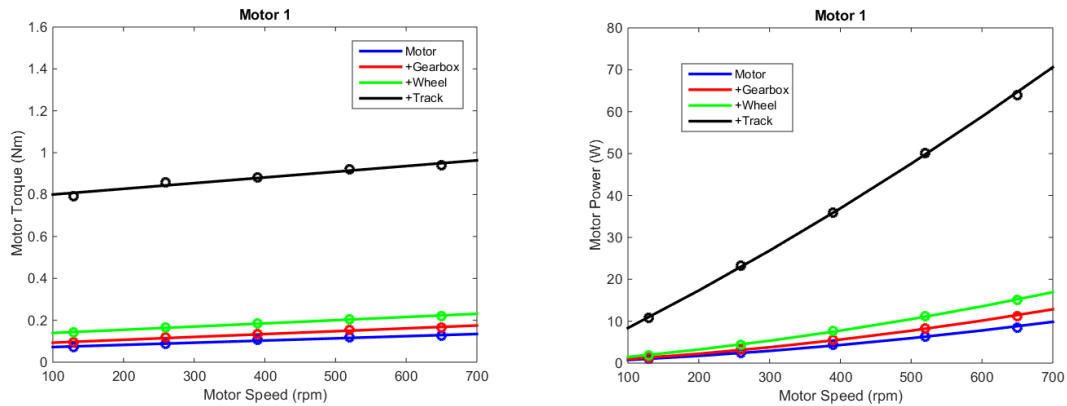 Motor 1
1.6
1.4
1.2
1
0.8
0.6
0.4
0.2
0
Motor Torque (Nm)
Motor
+Gearbox
+Wheel
+Track
100 200 300 400 500 600 700
Motor Speed (rpm)
Motor 1
80
70
60
50
40
30
20
10
0
Motor Power (W)
Motor
+Gearbox
+Wheel
+Track
100 200 300 400 500 600 700
Motor Speed (rpm)